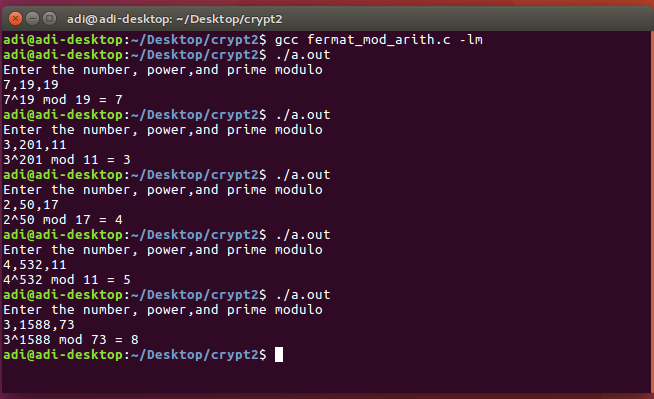 adi@adi-desktop: ~/Desktop/crypt2
adi@adi-desktop:~/Desktop/crypt2$ gcc fermat_mod_arith.c -lm
adi@adi-desktop:~/Desktop/crypt2$ ./a.out
Enter the number, power,and prime modulo
7,19,19
7^19 mod 19 = 7
adi@adi-desktop:~/Desktop/crypt2$ ./a.out
Enter the number, power,and prime modulo
3,201,11
3^201 mod 11 = 3
adi@adi-desktop:~/Desktop/crypt2$ ./a.out
Enter the number, power,and prime modulo
2,50,17
2^50 mod 17 = 4
adi@adi-desktop:~/Desktop/crypt2$ ./a.out
Enter the number, power,and prime modulo
4,532,11
4^532 mod 11 = 5
adi@adi-desktop:~/Desktop/crypt2$ ./a.out
Enter the number, power,and prime modulo
3,1588,73
3^1588 mod 73 = 8
adi@adi-desktop:~/Desktop/crypt2$